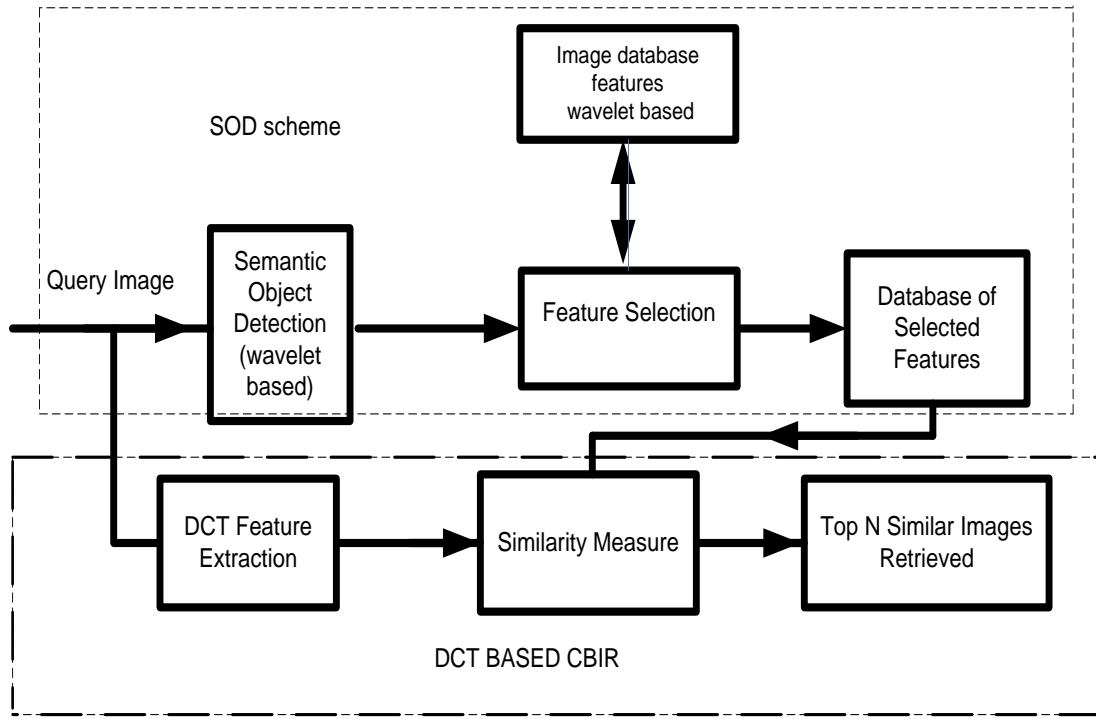 Image database
features
wavelet based
SOD scheme
Query Image
Semantic
Object
Detection
(wavelet
based)
Feature Selection
Database of
Selected
Features
DCT Feature
Extraction
Similarity Measure
Top N Similar Images
Retrieved
DCT BASED CBIR